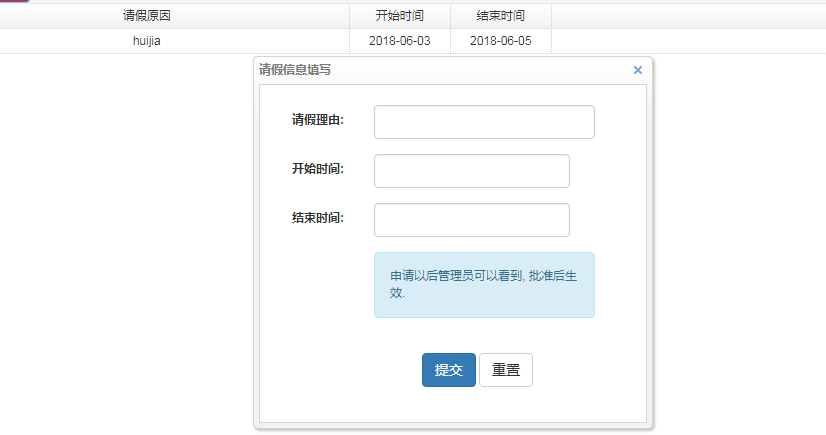 请假原因 开始时间 结束时间
huijia 2018-06-03 2018-06-05
请假信息填写
请假理由:
开始时间:
结束时间:
申请以后管理员可以看到, 批准后生
效.
提交 重置